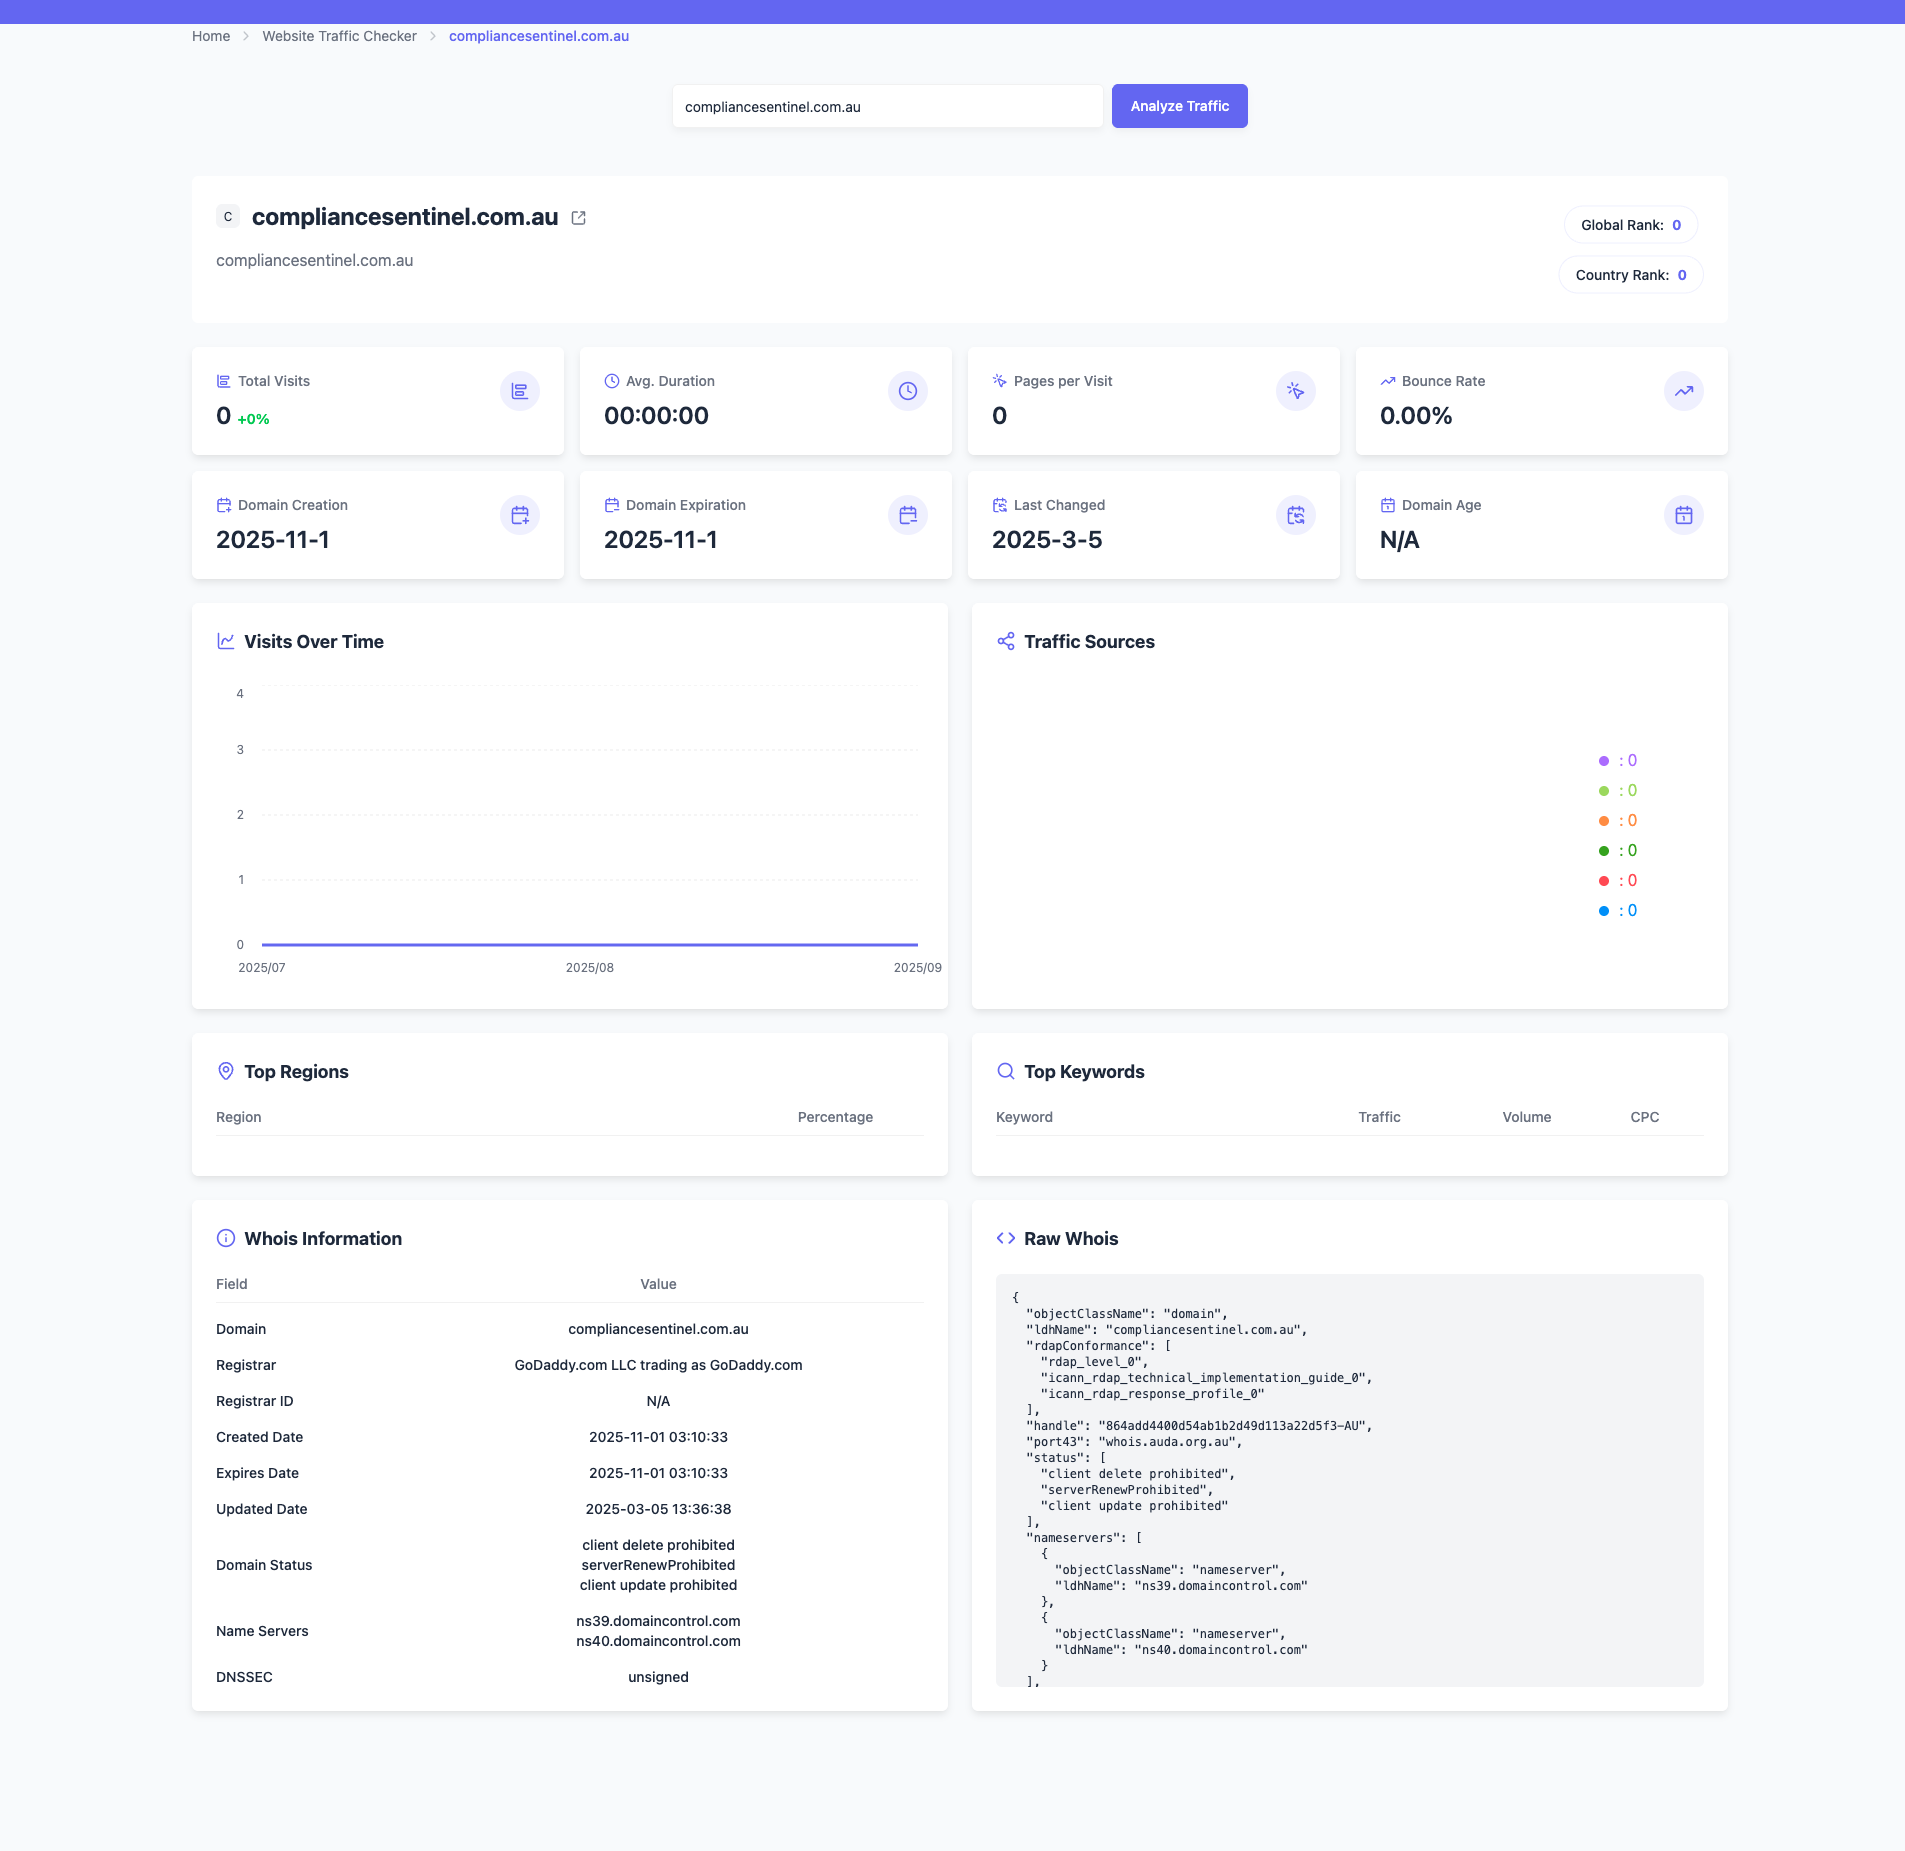 Home > Website Traffic Checker > compliancesentinel.com.au
compliancesentinel.com.au
Analyze Traffic
C
compliancesentinel.com.au
compliancesentinel.com.au
Global Rank: 0
Country Rank: 0
Total Visits
0 +0%
Avg. Duration
00:00:00
Pages per Visit
0
Bounce Rate
0.00%
Domain Creation
2025-11-1
Domain Expiration
2025-11-1
Last Changed
2025-3-5
Domain Age
N/A
Visits Over Time
4
3
2
1
0
2025/07 2025/08 2025/09
Traffic Sources
: 0
: 0
: 0
: 0
: 0
: 0
Top Regions
Region Percentage
Top Keywords
Keyword Traffic Volume CPC
Whois Information
Field Value
Domain compliancesentinel.com.au
Registrar GoDaddy.com LLC trading as GoDaddy.com
Registrar ID N/A
Created Date 2025-11-01 03:10:33
Expires Date 2025-11-01 03:10:33
Updated Date 2025-03-05 13:36:38
Domain Status
client delete prohibited
serverRenewProhibited
client update prohibited
Name Servers
ns39.domaincontrol.com
ns40.domaincontrol.com
DNSSEC unsigned
Raw Whois
{
"objectClassName": "domain",
"ldhName": "compliancesentinel.com.au",
"rdapConformance": [
"rdap_level_0",
"icann_rdap_technical_implementation_guide_0",
"icann_rdap_response_profile_0"
],
"handle": "864add4400d54ab1b2d49d113a22d5f3-AU",
"port43": "whois.auda.org.au",
"status": [
"client delete prohibited",
"serverRenewProhibited",
"client update prohibited"
],
"nameservers": [
{
"objectClassName": "nameserver",
"ldhName": "ns39.domaincontrol.com"
},
{
"objectClassName": "nameserver",
"ldhName": "ns40.domaincontrol.com"
}
],